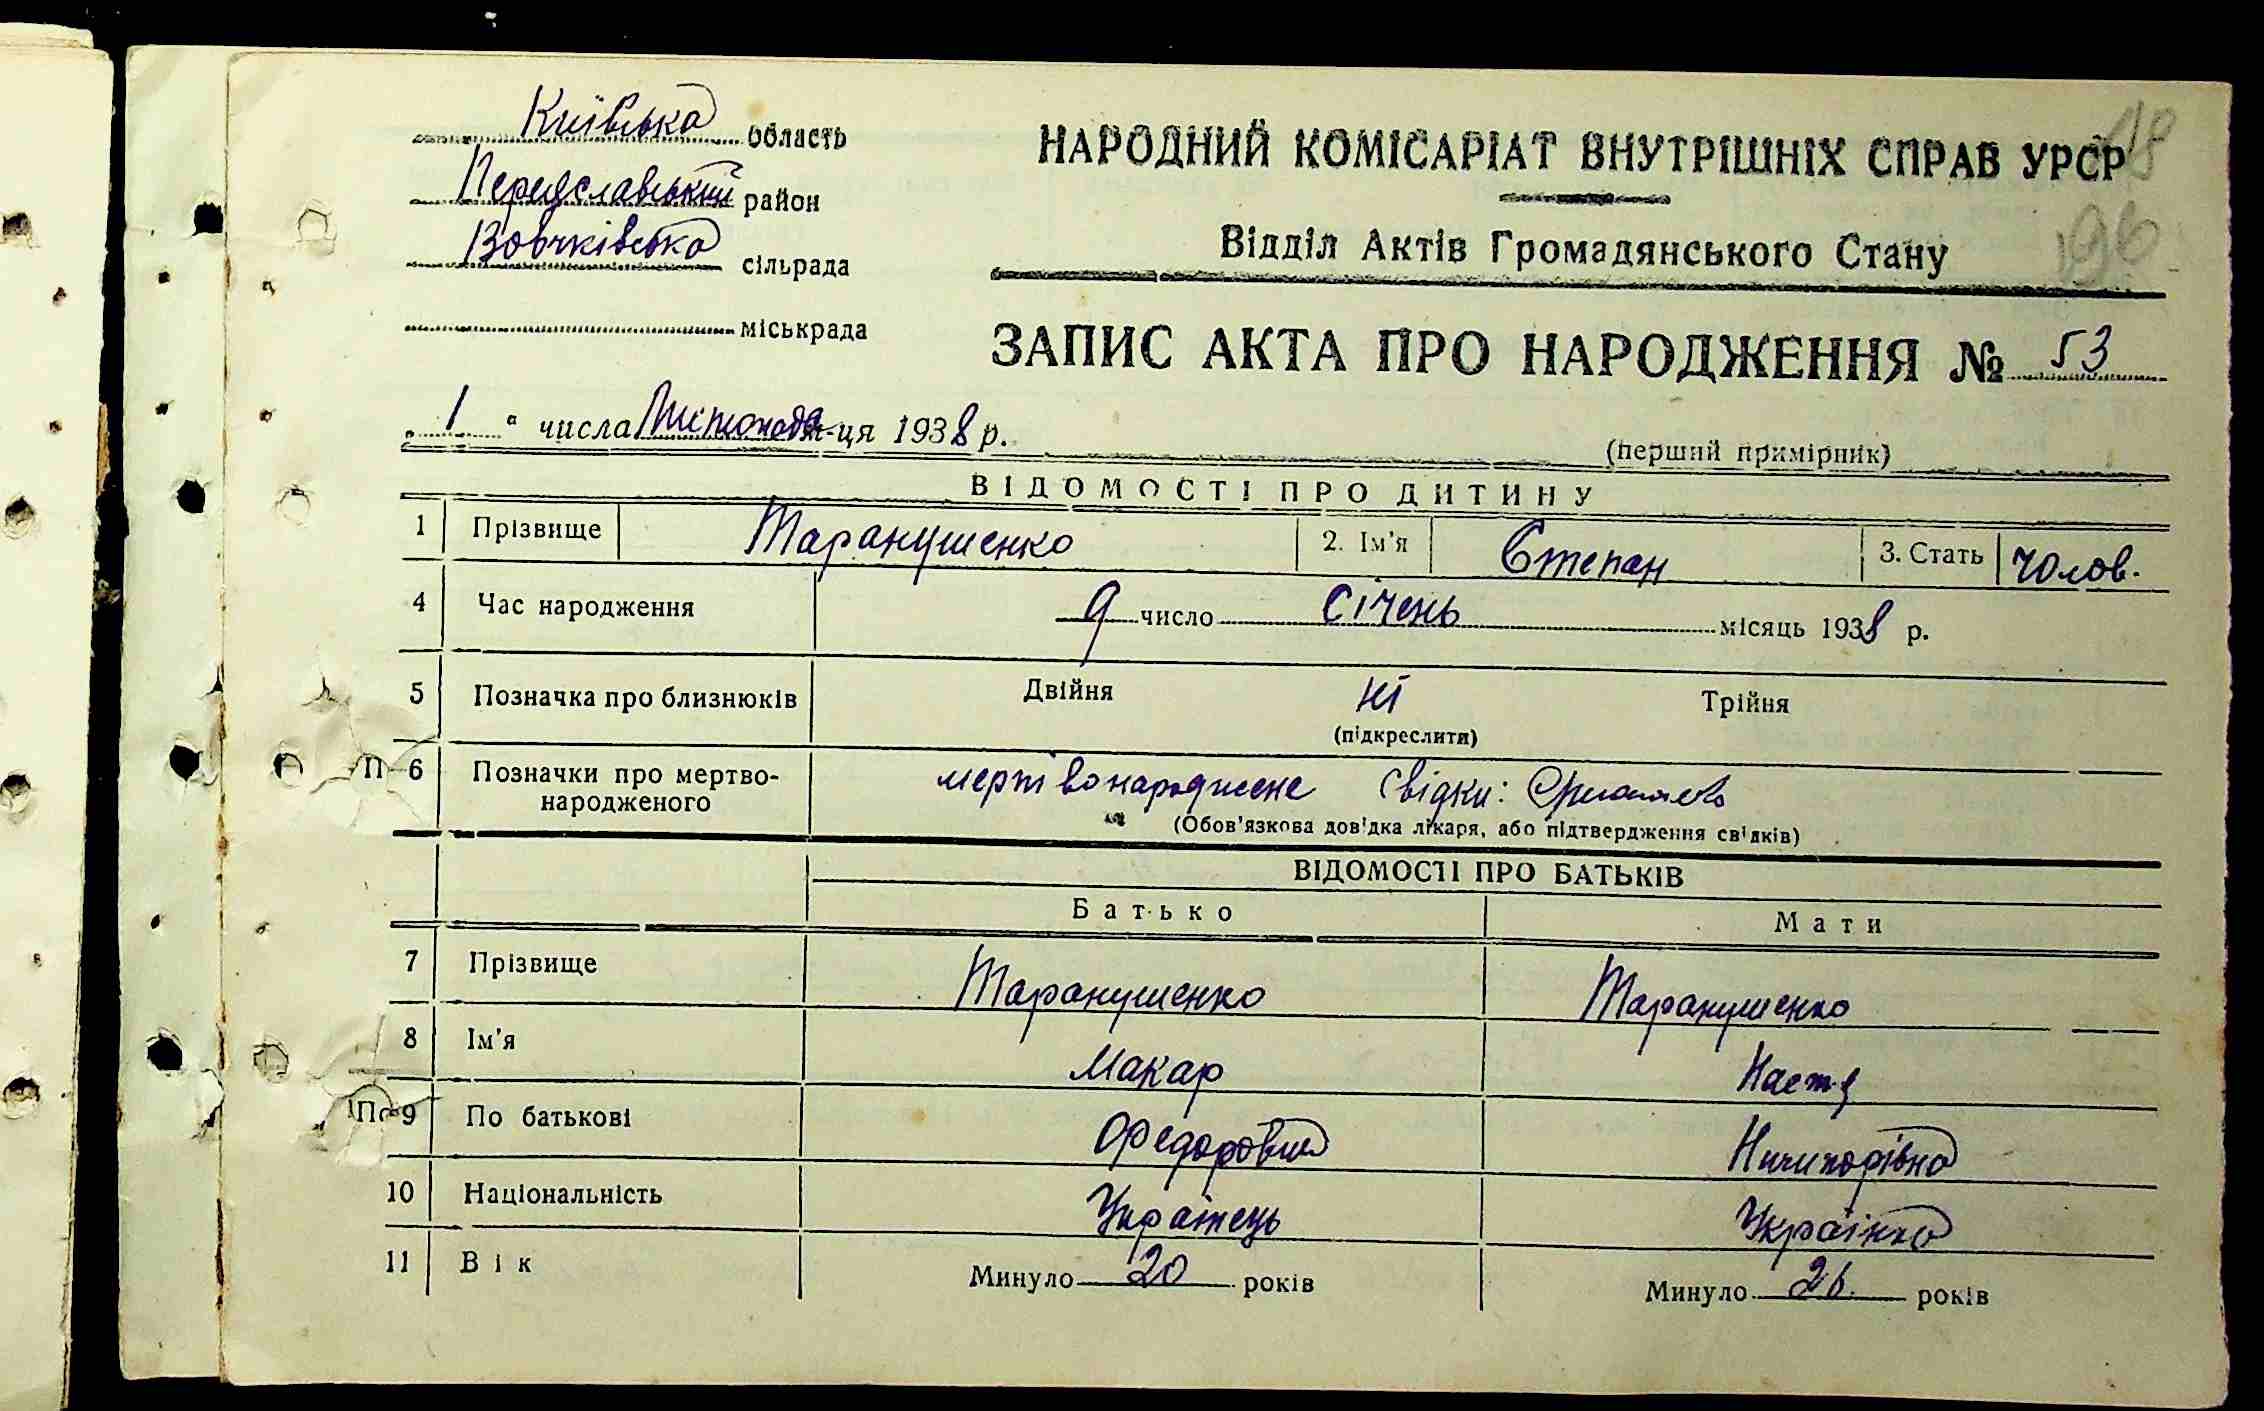 Київська область
Переяславський район
Вовчківська сільрада
міськрада
НАРОДНИЙ КОМІСАРІАТ ВНУТРІШНІХ СПРАВ УРСР
Відділ Актів Громадянського Стану
196
ЗАПИС АКТА ПРО НАРОДЖЕННЯ № 53
„ 1 " числа Листопада м-ця 1938 р.
(перший примірник)
ВІДОМОСТІ ПРО ДИТИНУ
1 Прізвище Таранушенко 2. Ім'я Степан 3. Стать чолов.
4 Час народження 9 число Січень місяць 1938 р.
5 Позначка про близнюків Двійня ні Трійня
(підкреслити)
6 Позначки про мертво-
народженого мертвонароджене Свідки:
(Обов'язкова довідка лікаря, або підтвердження свідків)
ВІДОМОСТІ ПРО БАТЬКІВ
Батько Мати
7 Прізвище Таранушенко Таранушенко
8 Ім'я Макар Настя
9 По батькові Федорович Ничипорівна
10 Національність Українець Українка
11 Вік Минуло 20 років Минуло 26. років